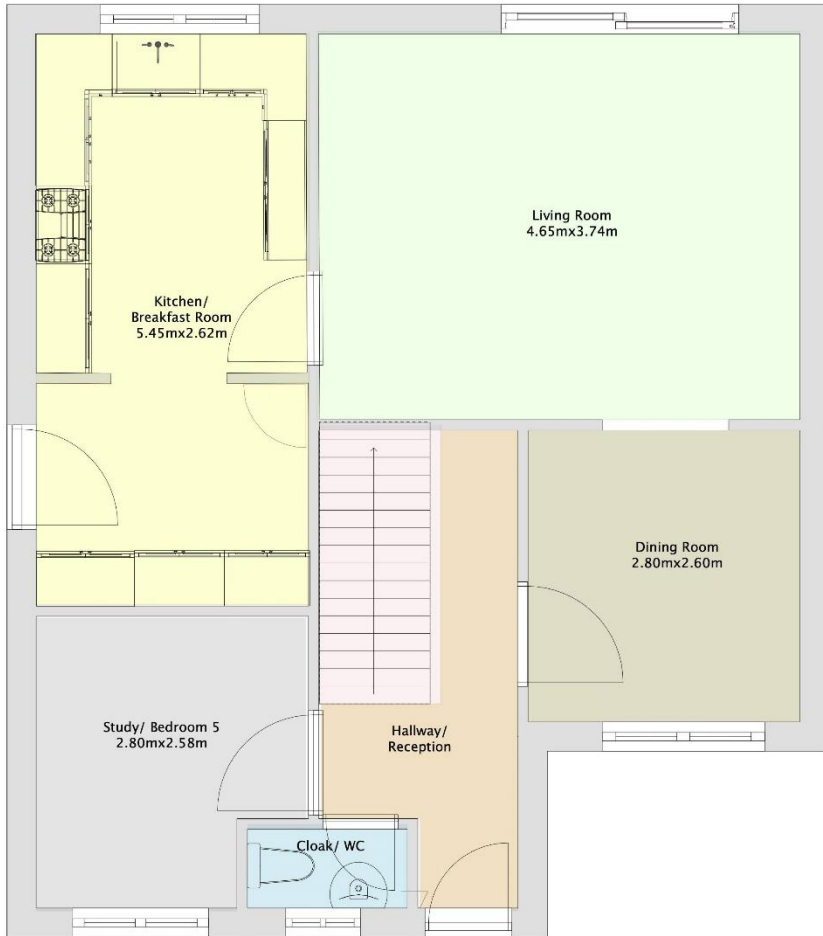 Living Room
4.65mx3.74m
Kitchen/
Breakfast Room
5.45mx2.62m
Dining Room
2.80mx2.60m
Study/ Bedroom 5
2.80mx2.58m
Hallway/
Reception
Cloak/ WC